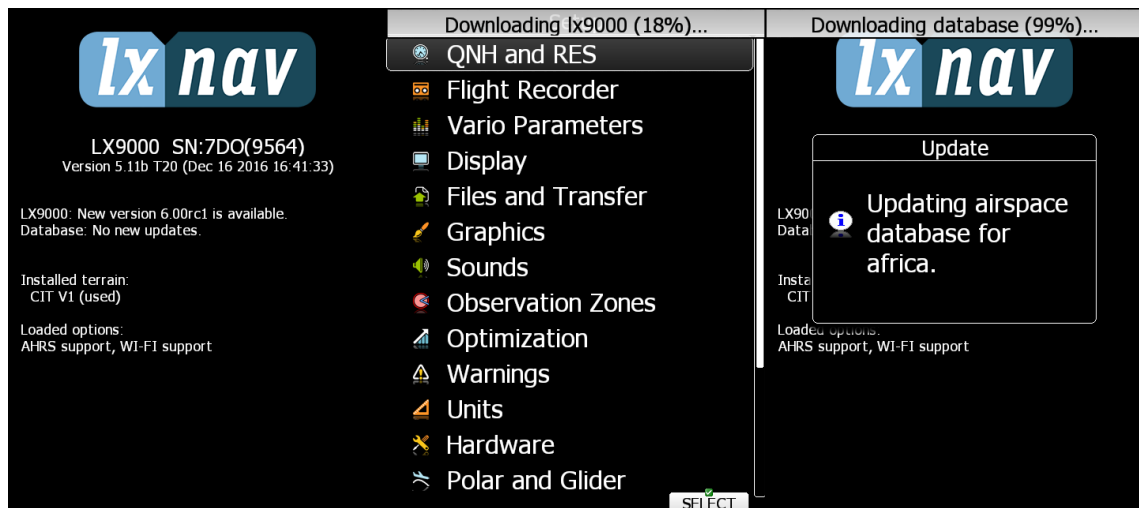 lx nav
LX9000 SN:7DO(9564)
Version 5.11b T20 (Dec 16 2016 16:41:33)
LX9000: New version 6.00rc1 is available.
Database: No new updates.
Installed terrain:
CIT V1 (used)
Loaded options:
AHRS support, WI-FI support
Downloading lx9000 (18%)...
QNH and RES
Flight Recorder
Vario Parameters
Display
Files and Transfer
Graphics
Sounds
Observation Zones
Optimization
Warnings
Units
Hardware
Polar and Glider
SELECT
Downloading database (99%)...
lx nav
Update
Updating airspace
database for
africa.
LX90
Data
Insta
CIT
Loaded options:
AHRS support, WI-FI support